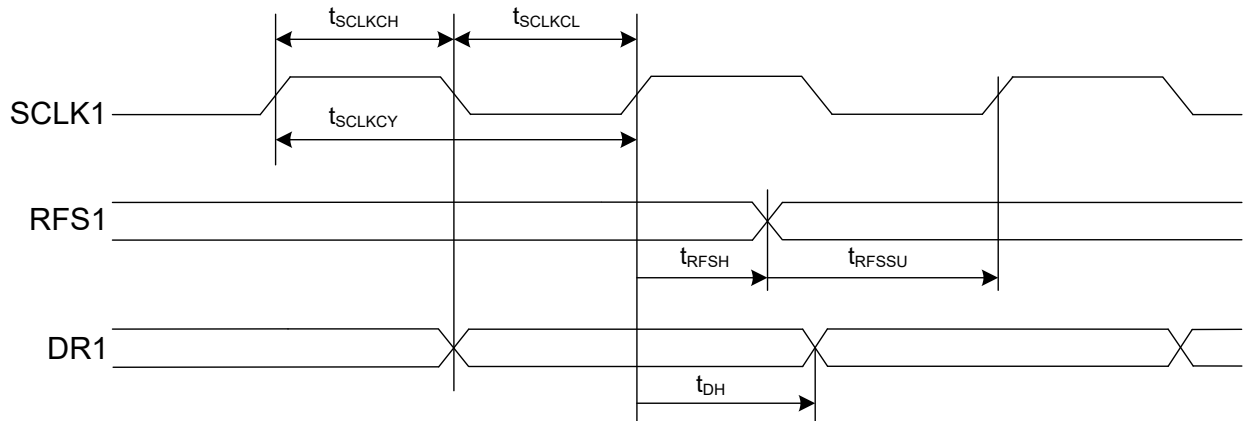 tSCLKCH tSCLKCL
SCLK1
tSCLKCY
RFS1
tRFSH tRFSSU
DR1
tDH